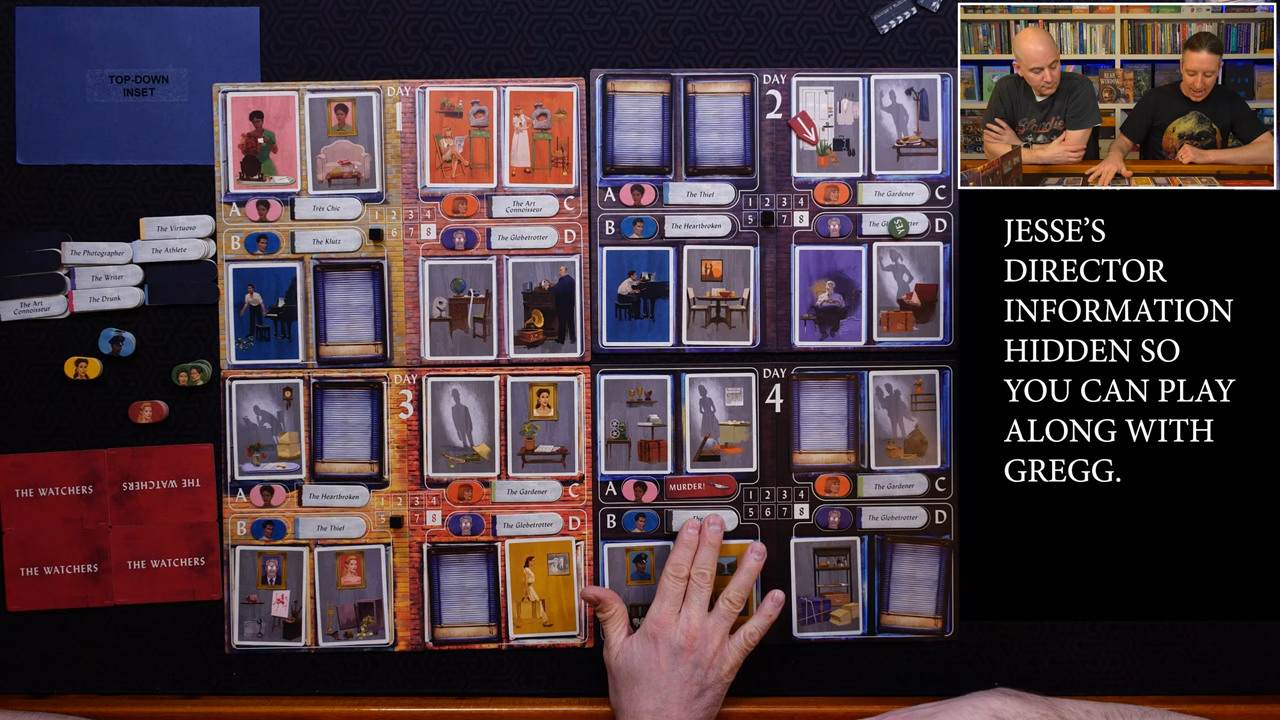 TOP-DOWN
INSET
The Virtuoso
The Photographer
The Athlete
The Writer
The Art
Connoisseur
The Drunk
THE WATCHERS
THE WATCHERS
THE WATCHERS
THE WATCHERS
DAY
1
A
Très Chic
1 2 3 4
The Art
Connoisseur
C
B
The Klutz
6 7 8
The Globetrotter
D
DAY
2
A
The Thief
1 2 3 4
The Gardener
C
B
The Heartbroken
5 7 8
YES
D
DAY
3
A
The Heartbroken
1 2 3 4
The Gardener
C
B
The Thief
5 7 8
The Globetrotter
D
DAY
4
A
MURDER!
1 2 3 4
The Gardener
C
B
5 6 7 8
The Globetrotter
D
REAR
WINDOW
JESSE'S
DIRECTOR
INFORMATION
HIDDEN SO
YOU CAN PLAY
ALONG WITH
GREGG.